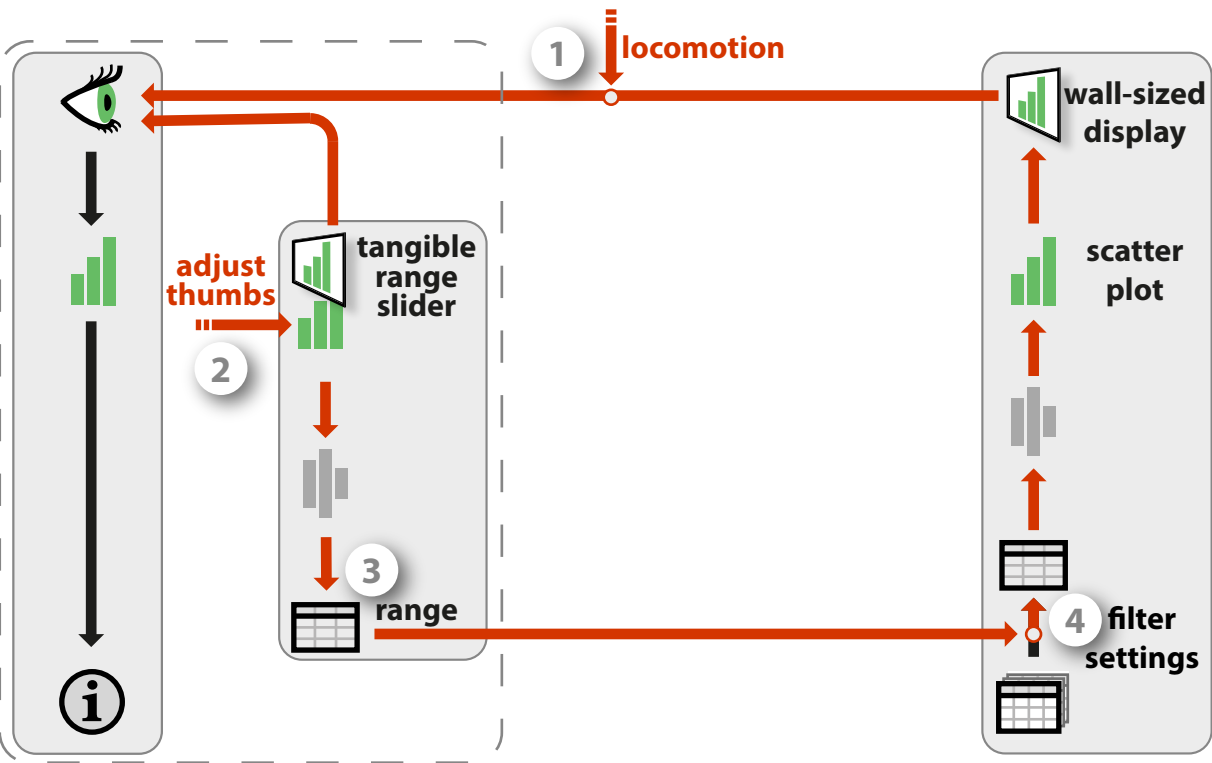 1
locomotion
wall-sized
display
tangible
range
slider
adjust
thumbs
2
scatter
plot
3
range
4
filter
settings
i